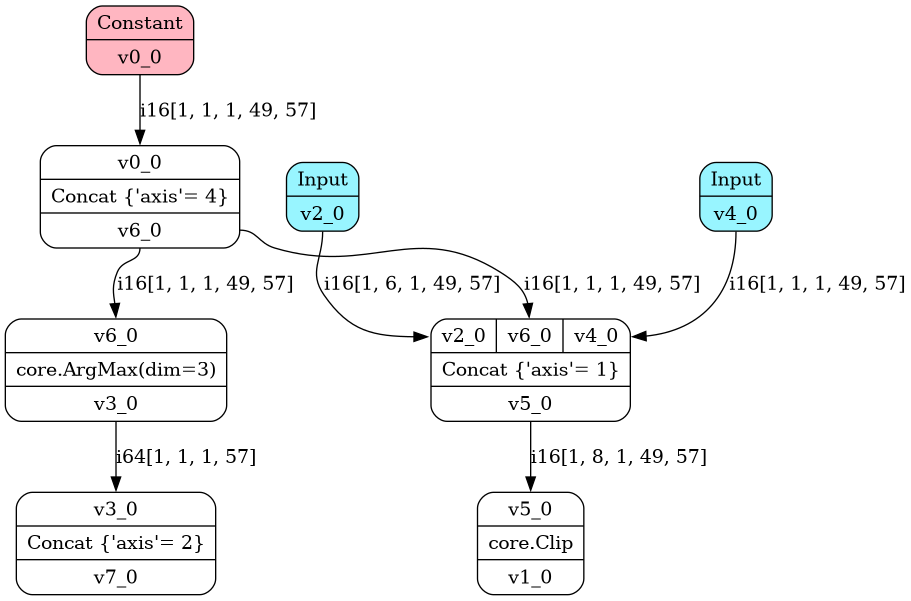 Constant
v0_0
i16[1, 1, 1, 49, 57]
v0_0
Concat {'axis'= 4}
v6_0
Input
v2_0
Input
v4_0
i16[1, 1, 1, 49, 57]
i16[1, 6, 1, 49, 57]
i16[1, 1, 1, 49, 57]
i16[1, 1, 1, 49, 57]
v6_0
core.ArgMax(dim=3)
v3_0
v2_0 v6_0 v4_0
Concat {'axis'= 1}
v5_0
i64[1, 1, 1, 57]
i16[1, 8, 1, 49, 57]
v3_0
Concat {'axis'= 2}
v7_0
v5_0
core.Clip
v1_0